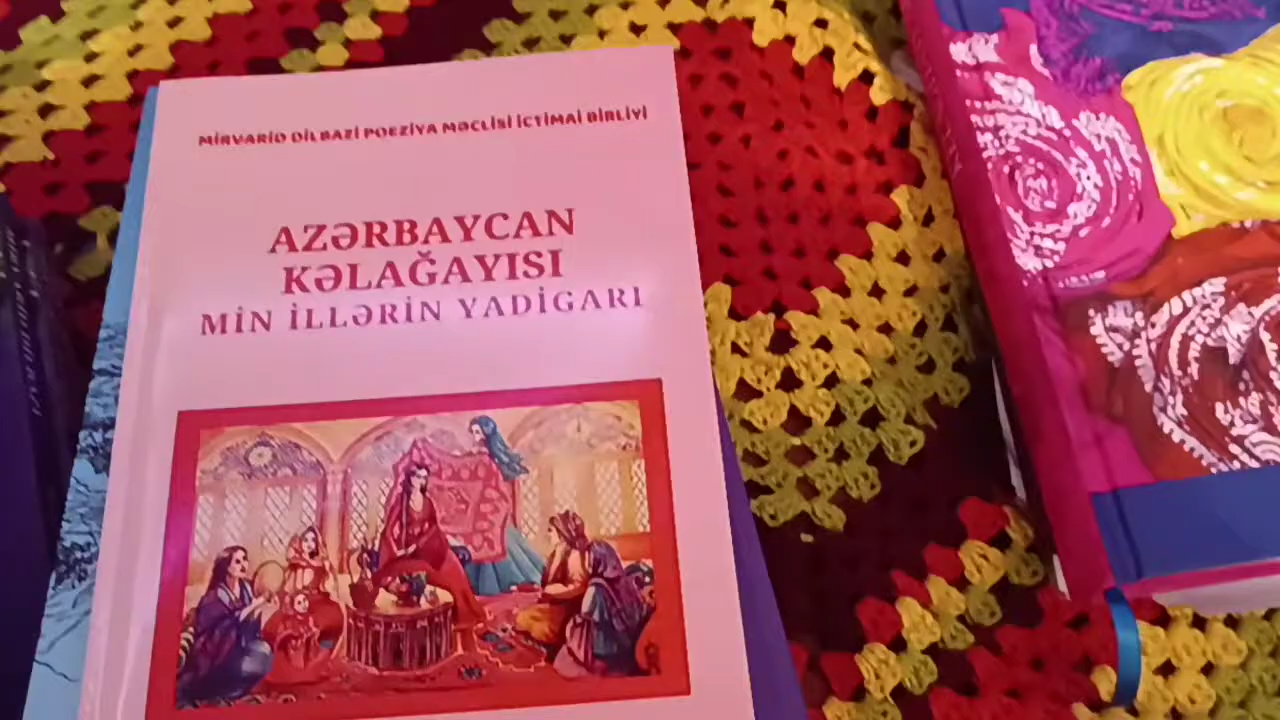 MİRVARİD DİLBAZİ POEZİYA MƏCLİSİ İCTİMAİ BİRLİYİ
AZƏRBAYCAN
KƏLAĞAYISI
MİN İLLƏRİN YADİGARI